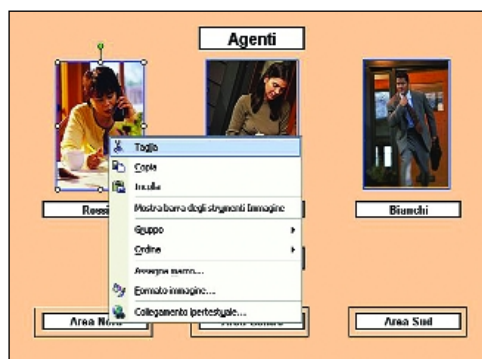 Agenti
Taglia
Copia
Incolla
Mostra barra degli strumenti Immagine
Gruppo
Ordine
Assegna macro...
Formato immagine...
Collegamento ipertestuale...
Rossi
Bianchi
Area Nord
Area Sud